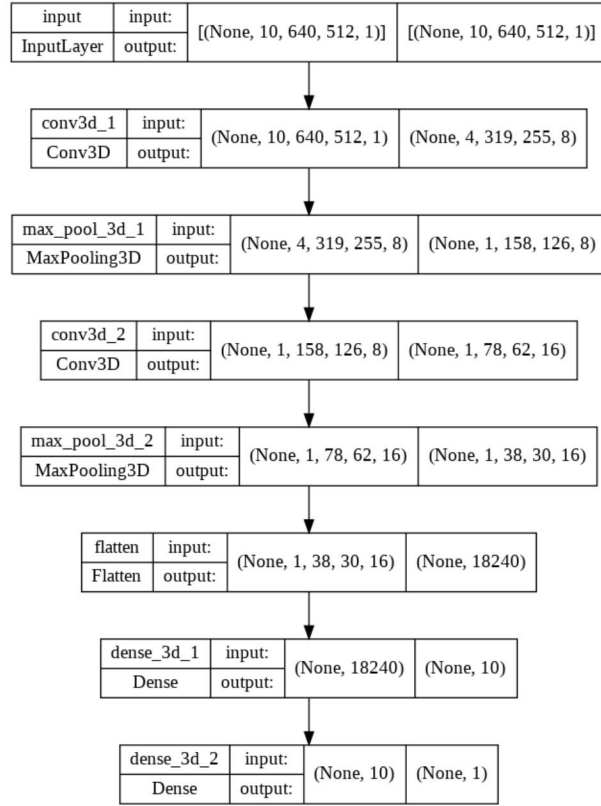 input input: [(None, 10, 640, 512, 1)] [(None, 10, 640, 512, 1)]
InputLayer output:
conv3d_1 input: (None, 10, 640, 512, 1) (None, 4, 319, 255, 8)
Conv3D output:
max_pool_3d_1 input: (None, 4, 319, 255, 8) (None, 1, 158, 126, 8)
MaxPooling3D output:
conv3d_2 input: (None, 1, 158, 126, 8) (None, 1, 78, 62, 16)
Conv3D output:
max_pool_3d_2 input: (None, 1, 78, 62, 16) (None, 1, 38, 30, 16)
MaxPooling3D output:
flatten input: (None, 1, 38, 30, 16) (None, 18240)
Flatten output:
dense_3d_1 input: (None, 18240) (None, 10)
Dense output:
dense_3d_2 input: (None, 10) (None, 1)
Dense output: